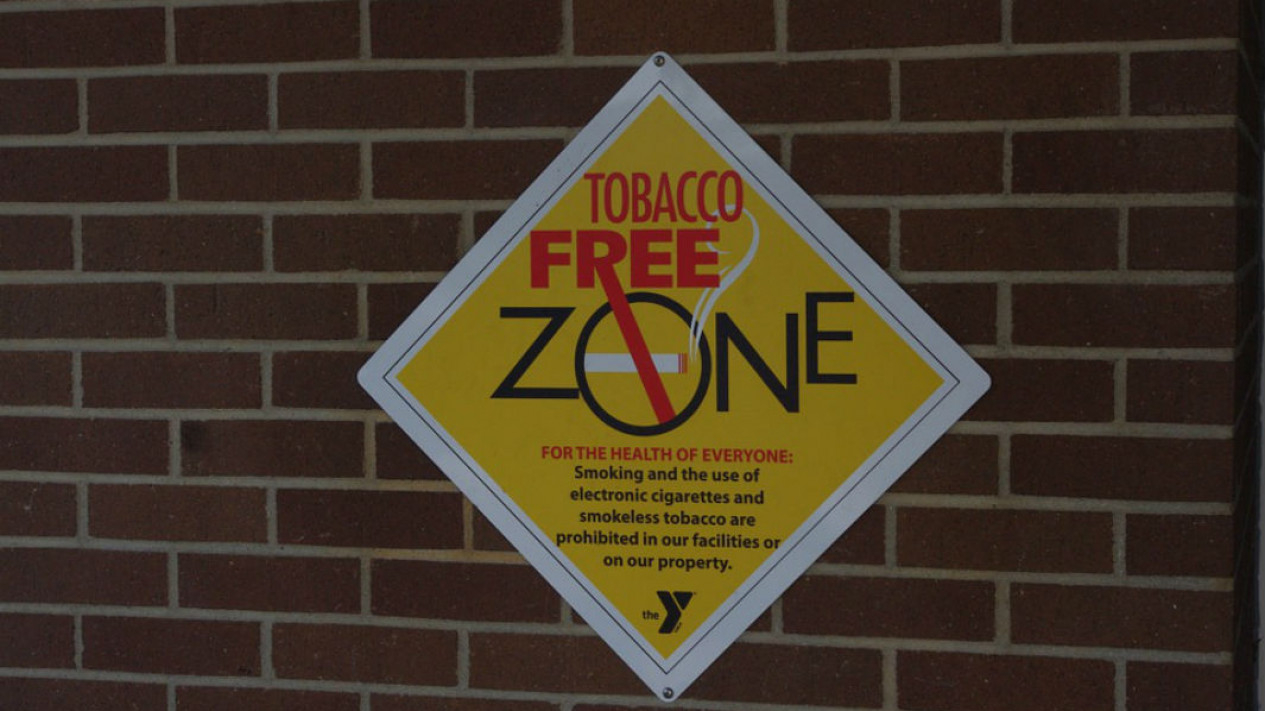 TOBACCO
FREE
ZONE
FOR THE HEALTH OF EVERYONE:
Smoking and the use of
electronic cigarettes and
smokeless tobacco are
prohibited in our facilities or
on our property.
the Y